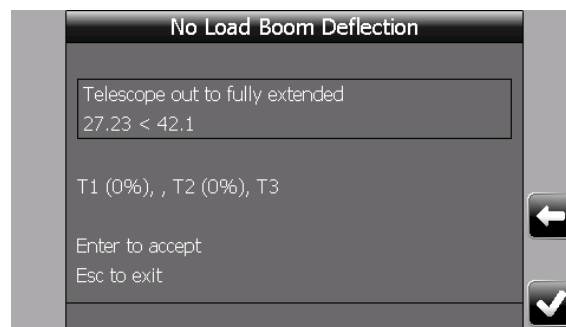 No Load Boom Deflection
Telescope out to fully extended
27.23 < 42.1
T1 (0%), , T2 (0%), T3
Enter to accept
Esc to exit